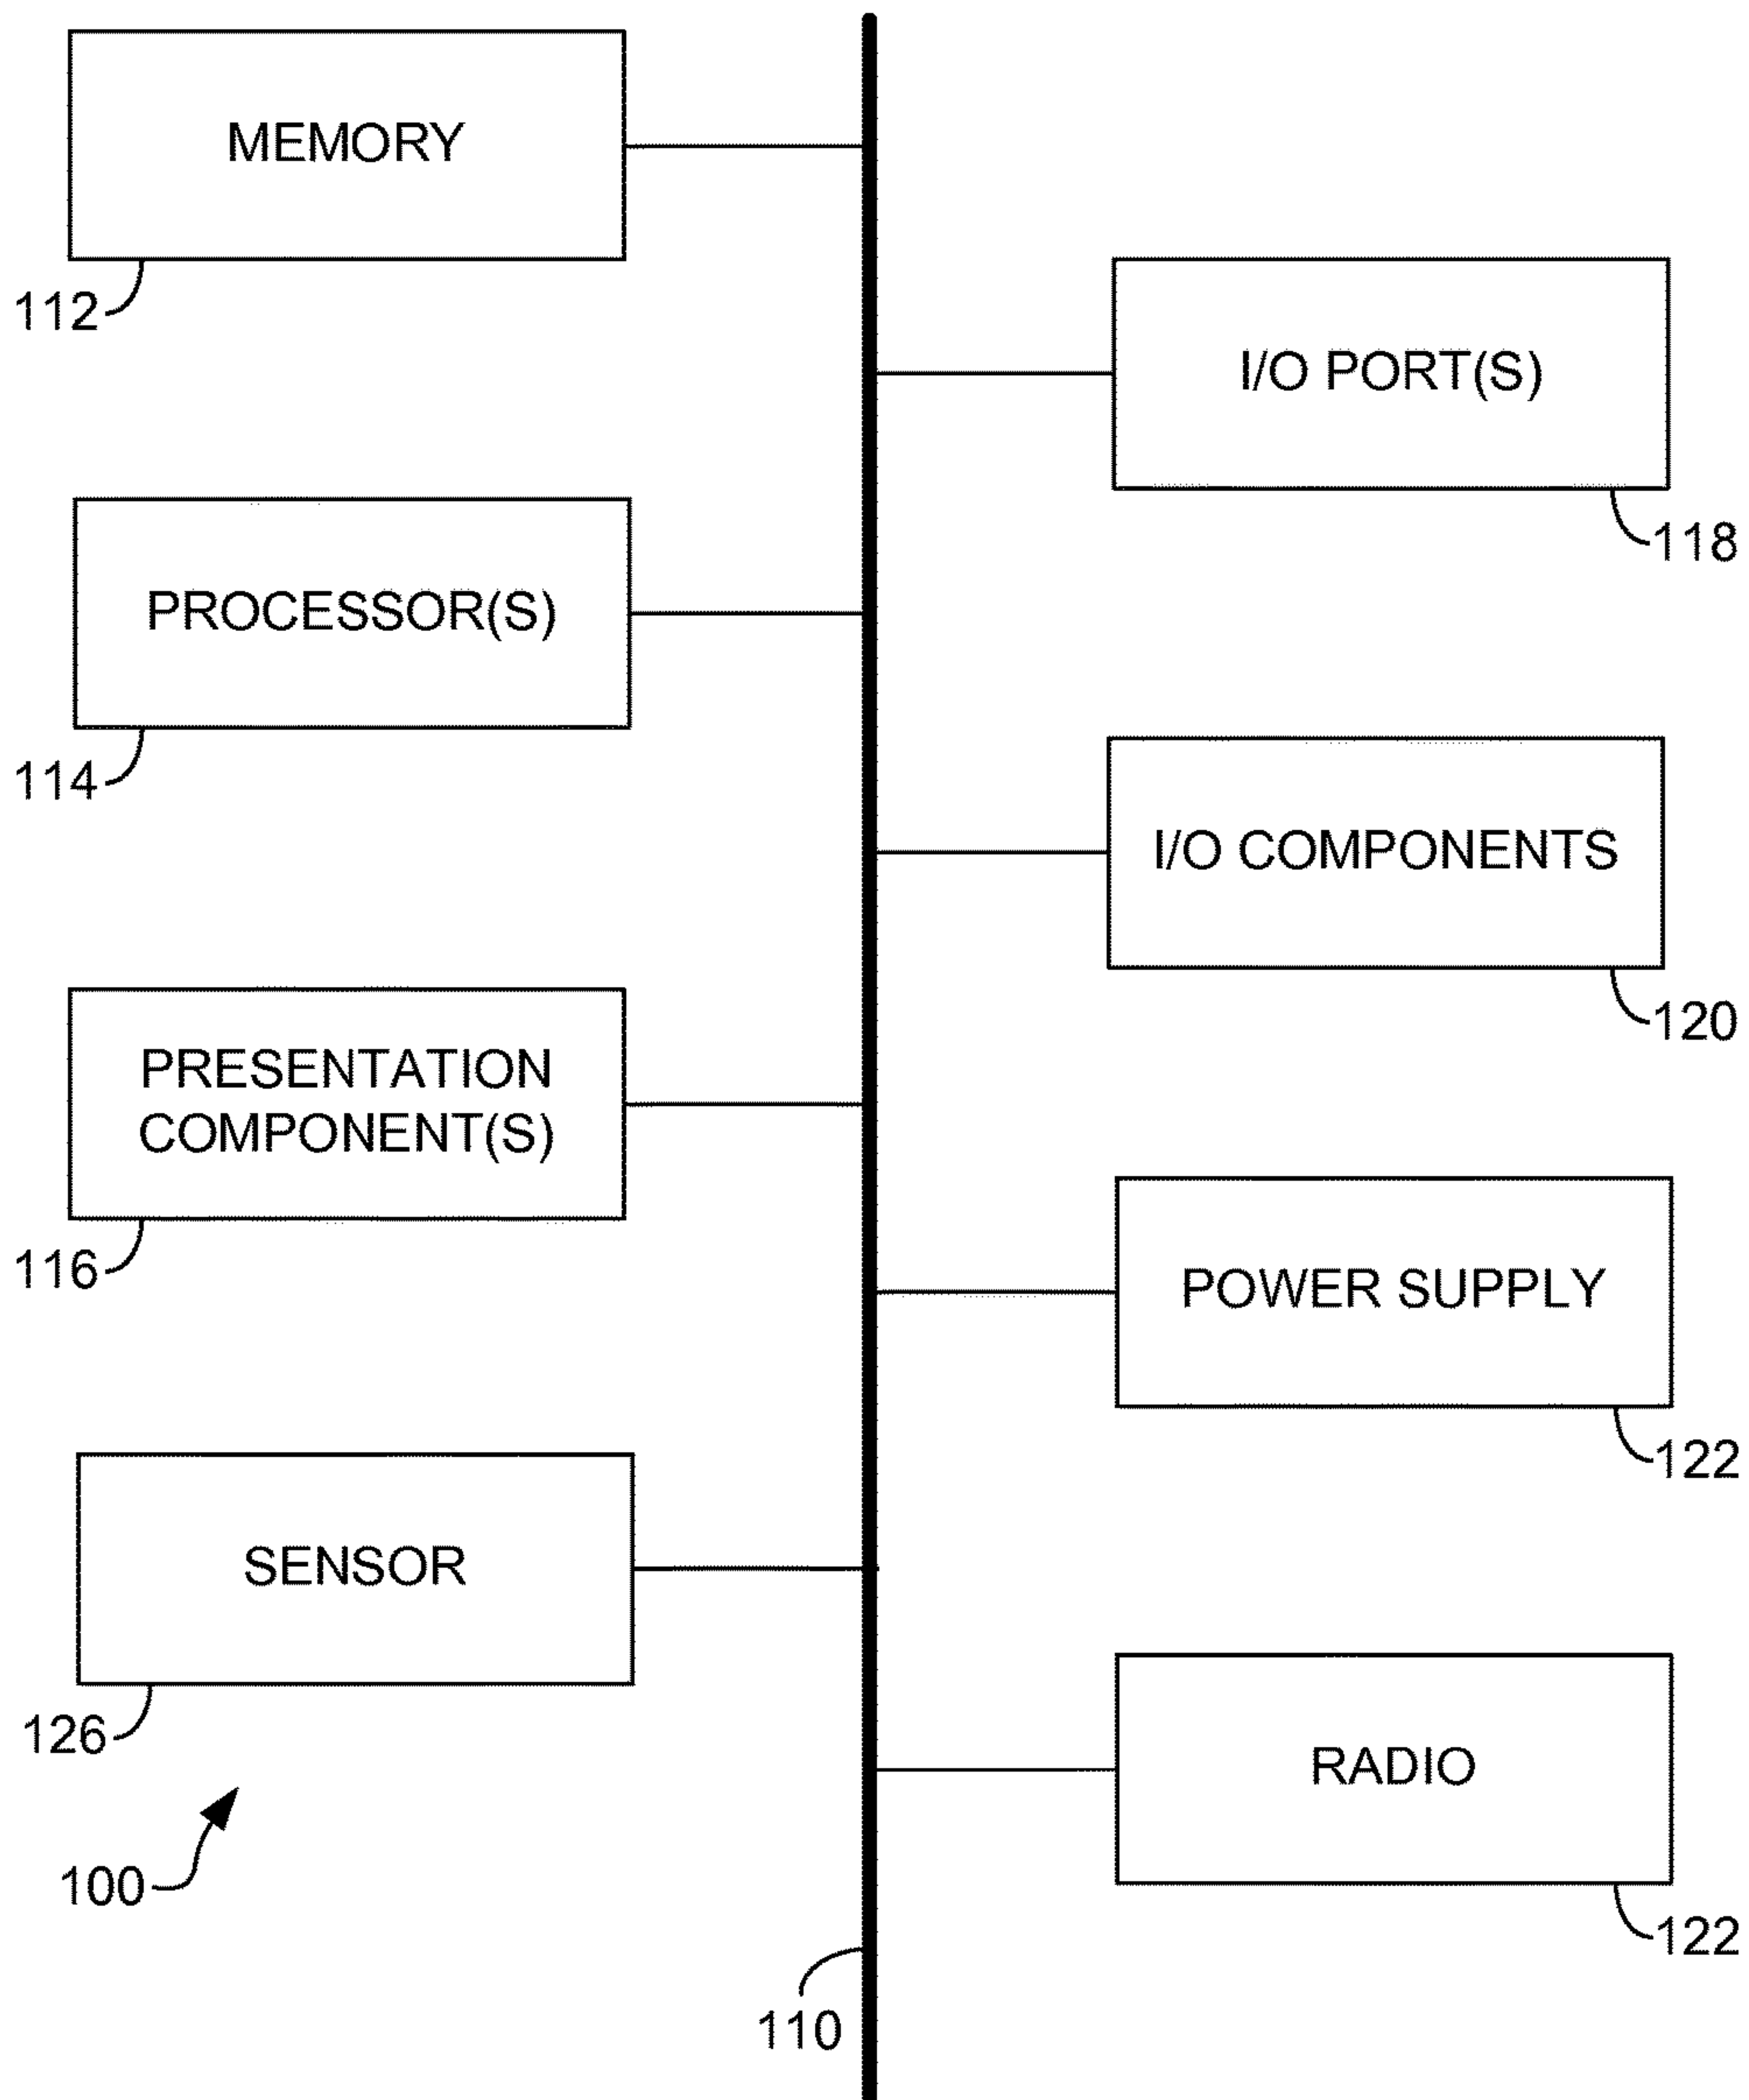 MEMORY
112
I/O PORT(S)
118
PROCESSOR(S)
114
I/O COMPONENTS
120
PRESENTATION
COMPONENT(S)
116
POWER SUPPLY
122
SENSOR
126
RADIO
122
100
110